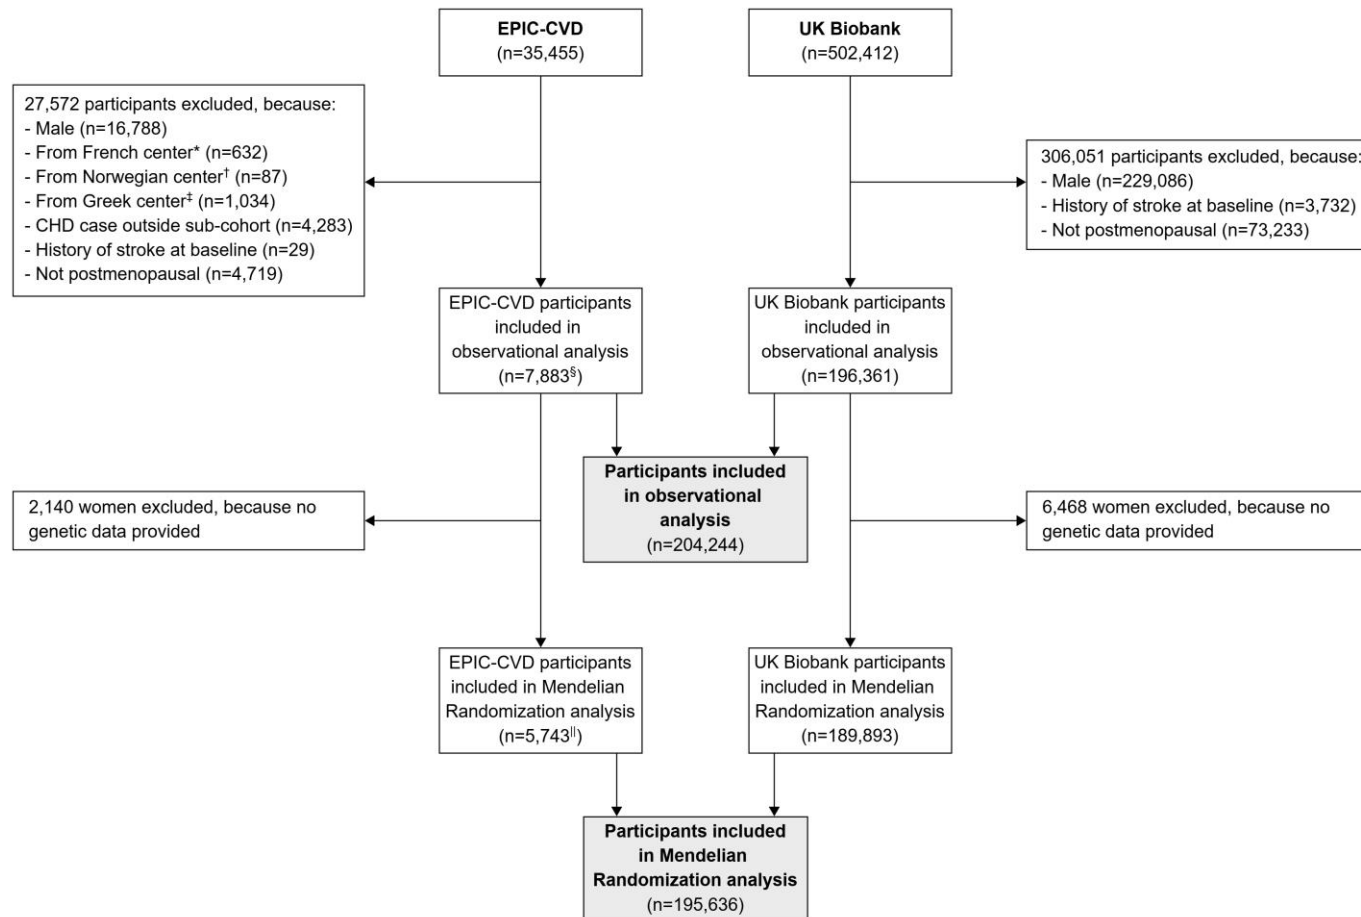 EPIC-CVD
(n=35,455)
UK Biobank
(n=502,412)
27,572 participants excluded, because:
- Male (n=16,788)
- From French center* (n=632)
- From Norwegian center† (n=87)
- From Greek center‡ (n=1,034)
- CHD case outside sub-cohort (n=4,283)
- History of stroke at baseline (n=29)
- Not postmenopausal (n=4,719)
306,051 participants excluded, because:
- Male (n=229,086)
- History of stroke at baseline (n=3,732)
- Not postmenopausal (n=73,233)
EPIC-CVD participants
included in
observational analysis
(n=7,883§)
UK Biobank participants
included in
observational analysis
(n=196,361)
Participants included
in observational
analysis
(n=204,244)
2,140 women excluded, because no
genetic data provided
6,468 women excluded, because no
genetic data provided
EPIC-CVD participants
included in Mendelian
Randomization analysis
(n=5,743||)
UK Biobank participants
included in Mendelian
Randomization analysis
(n=189,893)
Participants included
in Mendelian
Randomization analysis
(n=195,636)